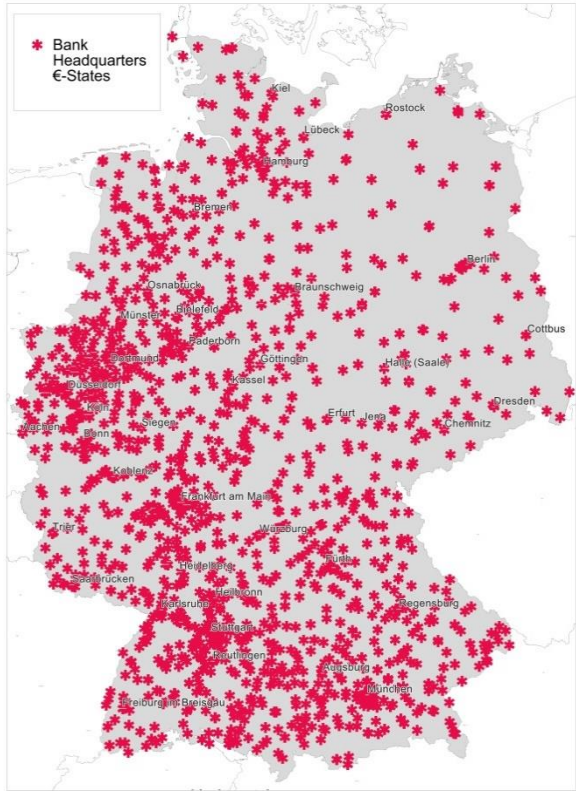 Bank
Headquarters
€-States
Kiel
Rostock
Lübeck
Hamburg
Bremen
Berlin
Osnabrück
Braunschweig
Bielefeld
Münster
Cottbus
Paderborn
Dortmund
Göttingen
Halle (Saale)
Düsseldorf
Kassel
Dresden
Köln
Erfurt
Jena
Aachen
Siegen
Chemnitz
Bonn
Koblenz
Frankfurt am Main
Trier
Würzburg
Fürth
Heidelberg
Saarbrücken
Heilbronn
Karlsruhe
Regensburg
Stuttgart
Reutlingen
Augsburg
München
Freiburg im Breisgau